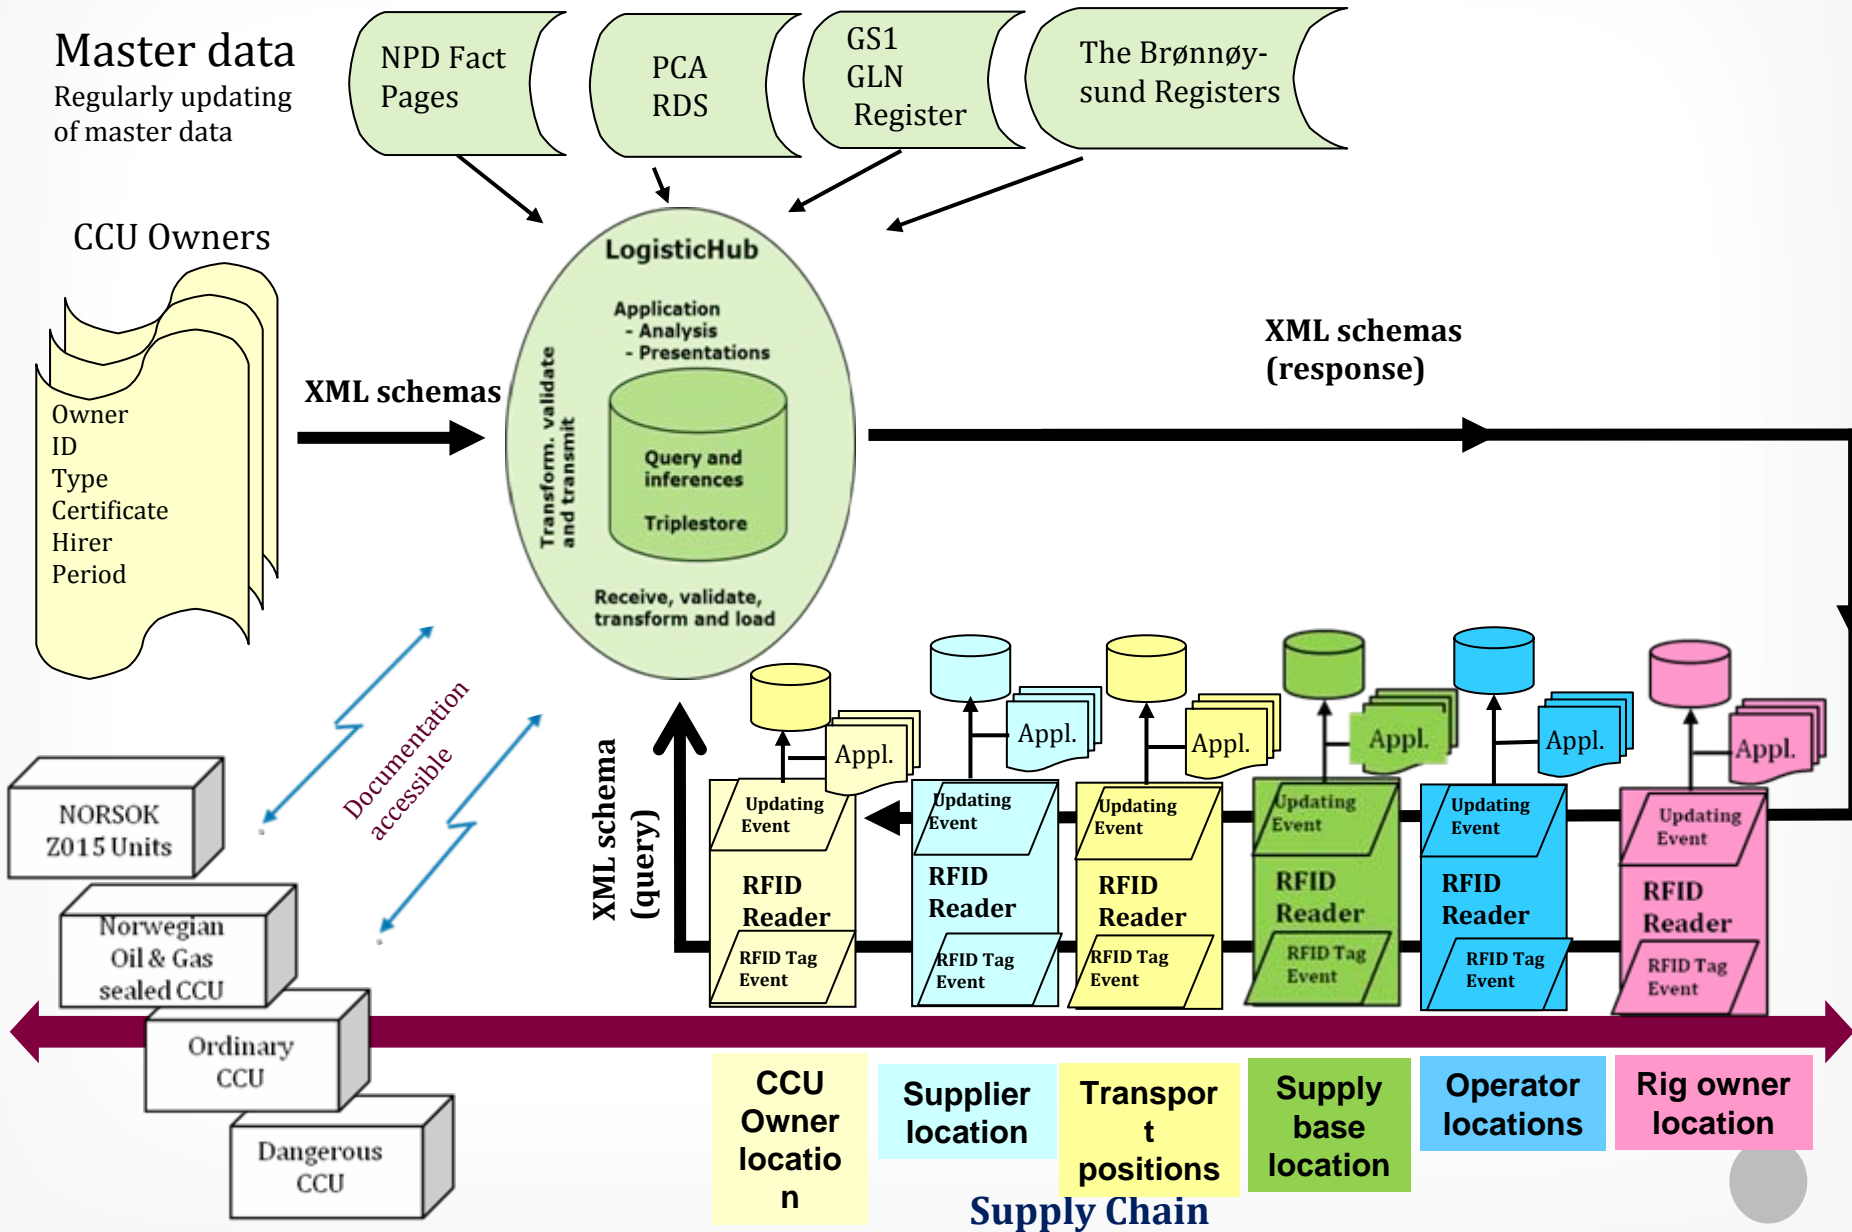 Master data
Regularly updating
of master data
NPD Fact
Pages
PCA
RDS
GS1
GLN
Register
The Brønnøy-
sund Registers
CCU Owners
Owner
ID
Type
Certificate
Hirer
Period
XML schemas
LogisticHub
Application
- Analysis
- Presentations
Transform. validate
and transmit
Query and
inferences
Triplestore
Receive, validate,
transform and load
XML schemas
(response)
Documentation
accessible
XML schema
(query)
NORSOK
Z015 Units
Norwegian
Oil & Gas
sealed CCU
Ordinary
CCU
Dangerous
CCU
Appl.
Updating
Event
RFID
Reader
RFID Tag
Event
Appl.
Updating
Event
RFID
Reader
RFID Tag
Event
Appl.
Updating
Event
RFID
Reader
RFID Tag
Event
Appl.
Updating
Event
RFID
Reader
RFID Tag
Event
Appl.
Updating
Event
RFID
Reader
RFID Tag
Event
Appl.
Updating
Event
RFID
Reader
RFID Tag
Event
CCU
Owner
locatio
n
Supplier
location
Transpor
t
positions
Supply
base
location
Operator
locations
Rig owner
location
Supply Chain